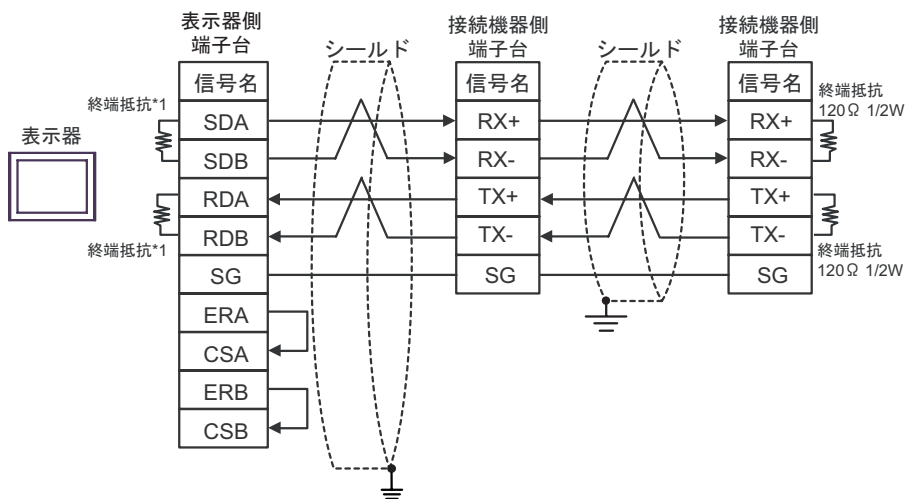 表示器側
端子台
シールド
接続機器側
端子台
シールド
接続機器側
端子台
表示器
終端抵抗*1
終端抵抗*1
信号名
SDA
SDB
RDA
RDB
SG
ERA
CSA
ERB
CSB
信号名
RX+
RX-
TX+
TX-
SG
信号名
RX+
RX-
TX+
TX-
SG
終端抵抗
120Ω 1/2W
終端抵抗
120Ω 1/2W